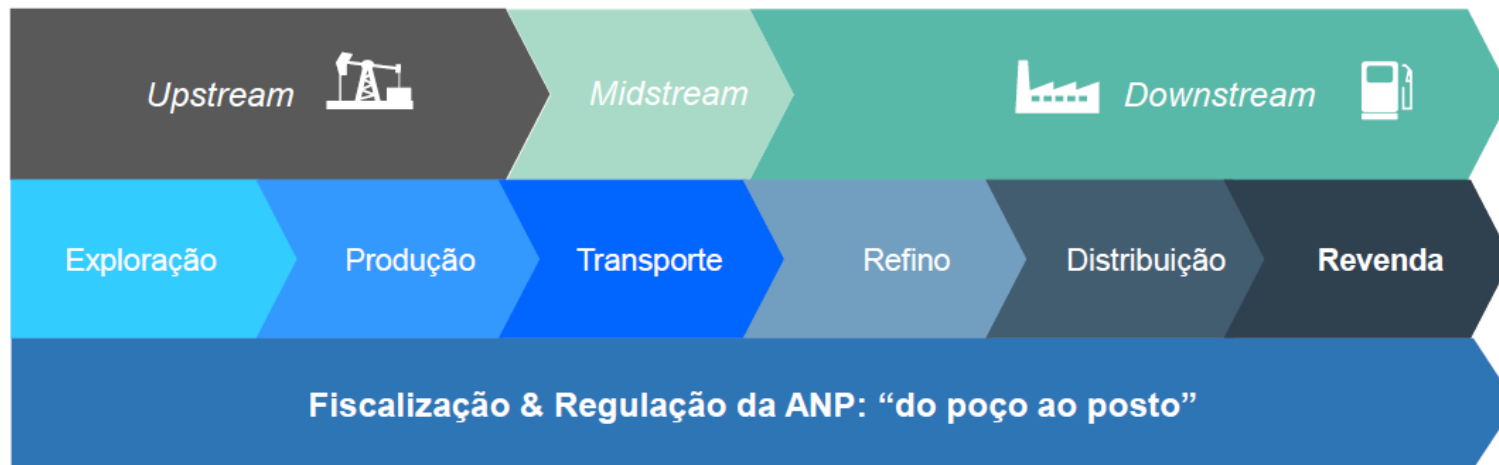 Upstream
Midstream
Downstream
Exploração
Produção
Transporte
Refino
Distribuição
Revenda
Fiscalização & Regulação da ANP: “do poço ao posto”